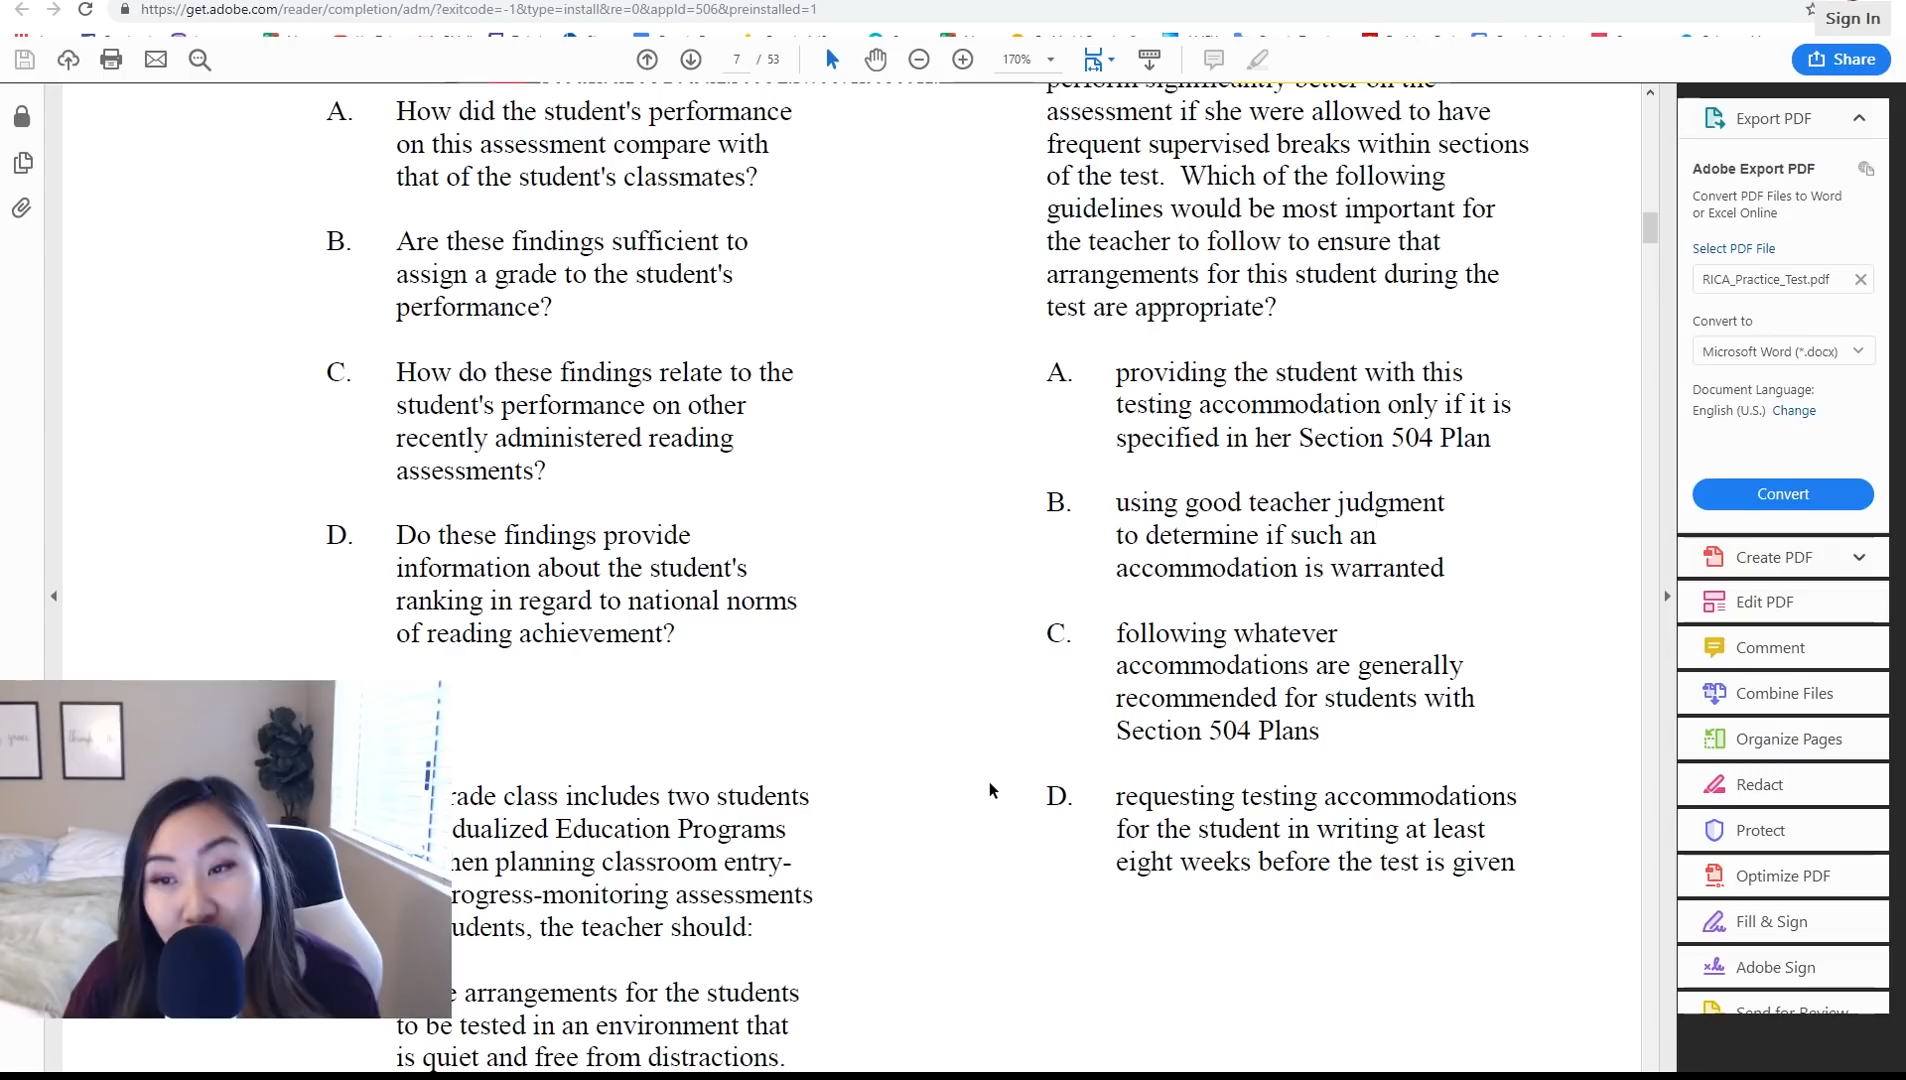 https://get.adobe.com/reader/completion/adm/?exitcode=-1&type=install&re=0&appId=506&preinstalled=1
Sign In
7 / 53
170%
Share
A. How did the student's performance
on this assessment compare with
that of the student's classmates?
B. Are these findings sufficient to
assign a grade to the student's
performance?
C. How do these findings relate to the
student's performance on other
recently administered reading
assessments?
D. Do these findings provide
information about the student's
ranking in regard to national norms
of reading achievement?
rade class includes two students
dualized Education Programs
hen planning classroom entry-
rogress-monitoring assessments
udents, the teacher should:
e arrangements for the students
to be tested in an environment that
is quiet and free from distractions.
perform significantly better on the
assessment if she were allowed to have
frequent supervised breaks within sections
of the test. Which of the following
guidelines would be most important for
the teacher to follow to ensure that
arrangements for this student during the
test are appropriate?
A. providing the student with this
testing accommodation only if it is
specified in her Section 504 Plan
B. using good teacher judgment
to determine if such an
accommodation is warranted
C. following whatever
accommodations are generally
recommended for students with
Section 504 Plans
D. requesting testing accommodations
for the student in writing at least
eight weeks before the test is given
Export PDF
Adobe Export PDF
Convert PDF Files to Word
or Excel Online
Select PDF File
RICA_Practice_Test.pdf
Convert to
Microsoft Word (*.docx)
Document Language:
English (U.S.) Change
Convert
Create PDF
Edit PDF
Comment
Combine Files
Organize Pages
Redact
Protect
Optimize PDF
Fill & Sign
Adobe Sign
Send for Review